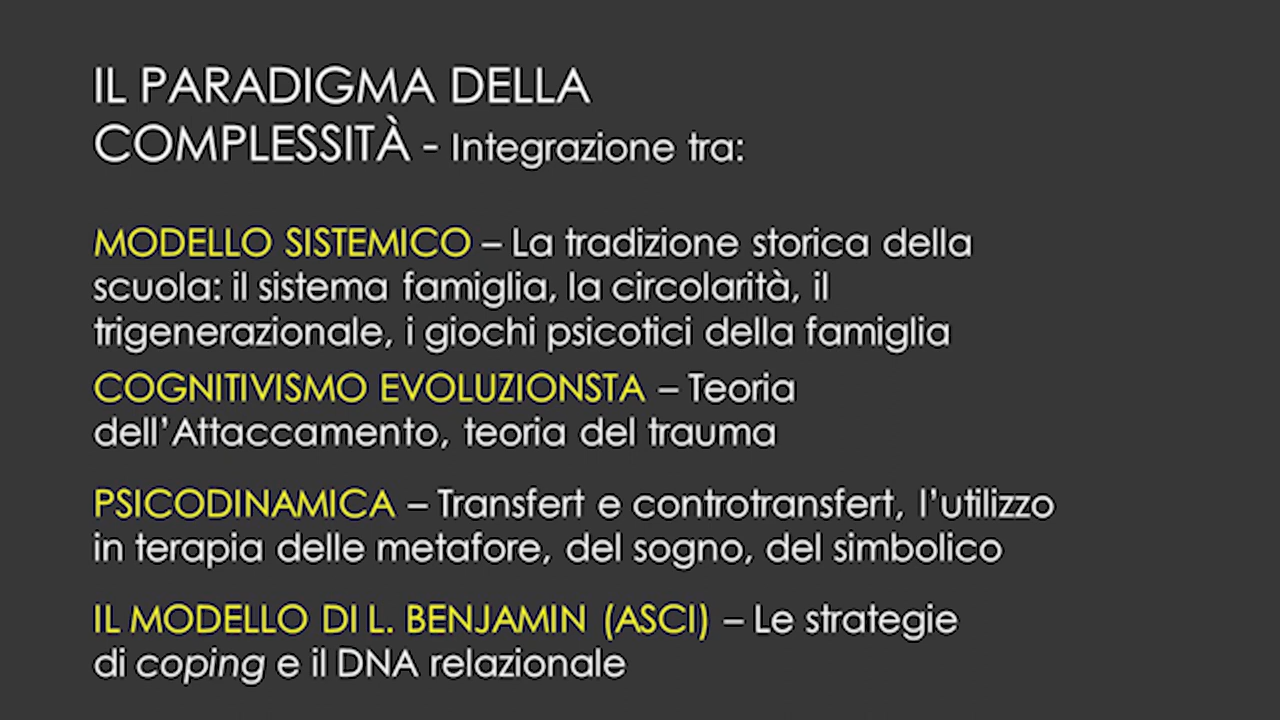 IL PARADIGMA DELLA
COMPLESSITÀ - Integrazione tra:
MODELLO SISTEMICO – La tradizione storica della
scuola: il sistema famiglia, la circolarità, il
trigenerazionale, i giochi psicotici della famiglia
COGNITIVISMO EVOLUZIONSTA – Teoria
dell’Attaccamento, teoria del trauma
PSICODINAMICA – Transfert e controtransfert, l’utilizzo
in terapia delle metafore, del sogno, del simbolico
IL MODELLO DI L. BENJAMIN (ASCI) – Le strategie
di coping e il DNA relazionale